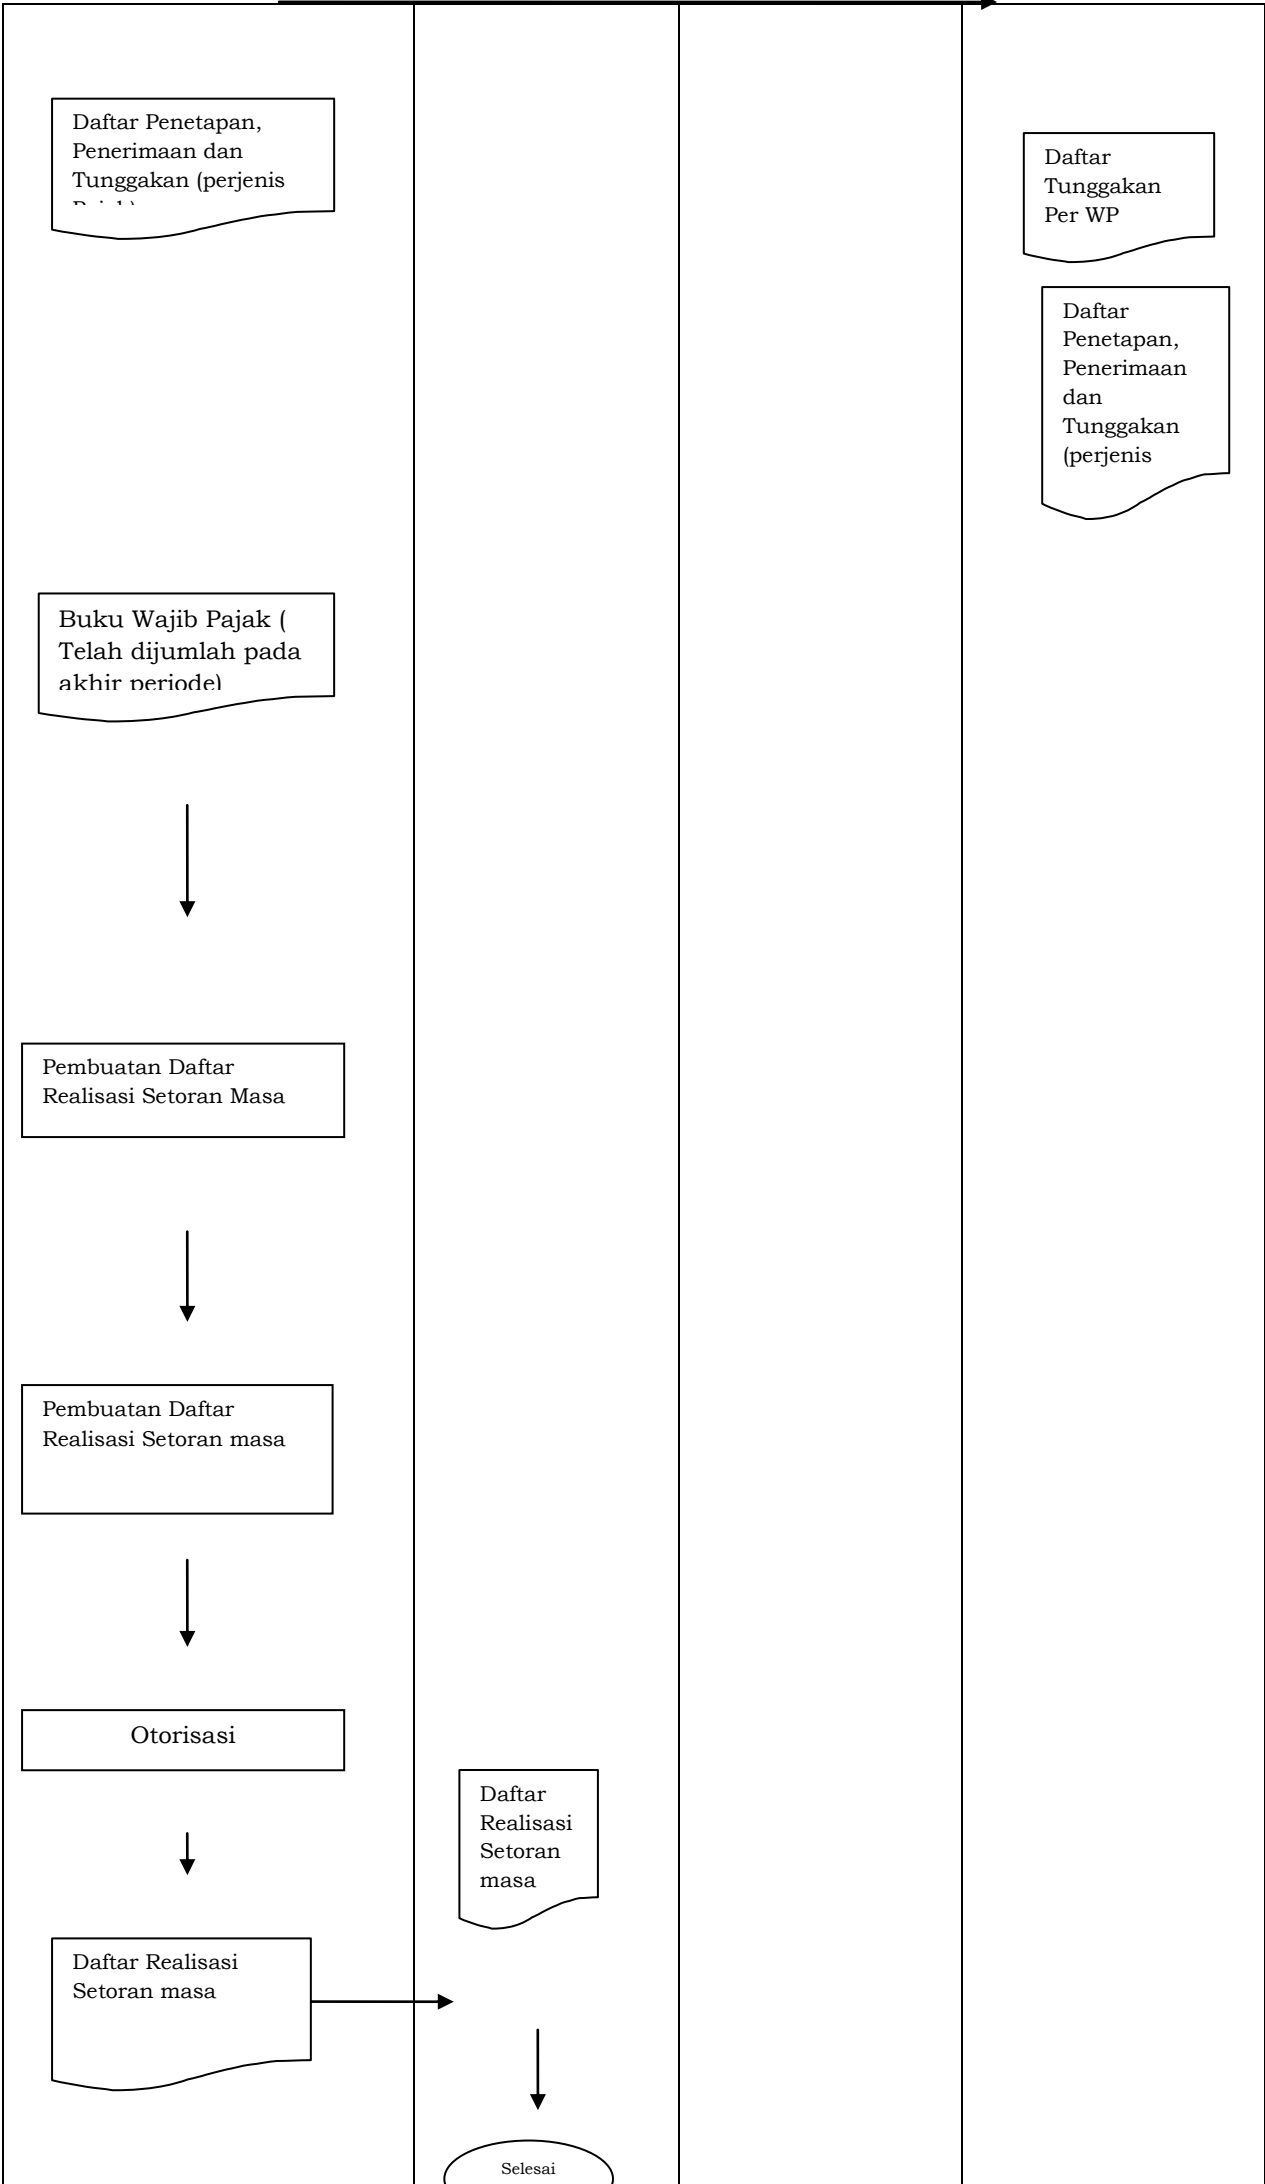 Daftar Penetapan,
Penerimaan dan
Tunggakan (perjenis
Daftar
Tunggakan
Per WP
Daftar
Penetapan,
Penerimaan
dan
Tunggakan
(perjenis
Buku Wajib Pajak (
Telah dijumlah pada
akhir periode)
Pembuatan Daftar
Realisasi Setoran Masa
Pembuatan Daftar
Realisasi Setoran masa
Otorisasi
Daftar
Realisasi
Setoran
masa
Daftar Realisasi
Setoran masa
Selesai